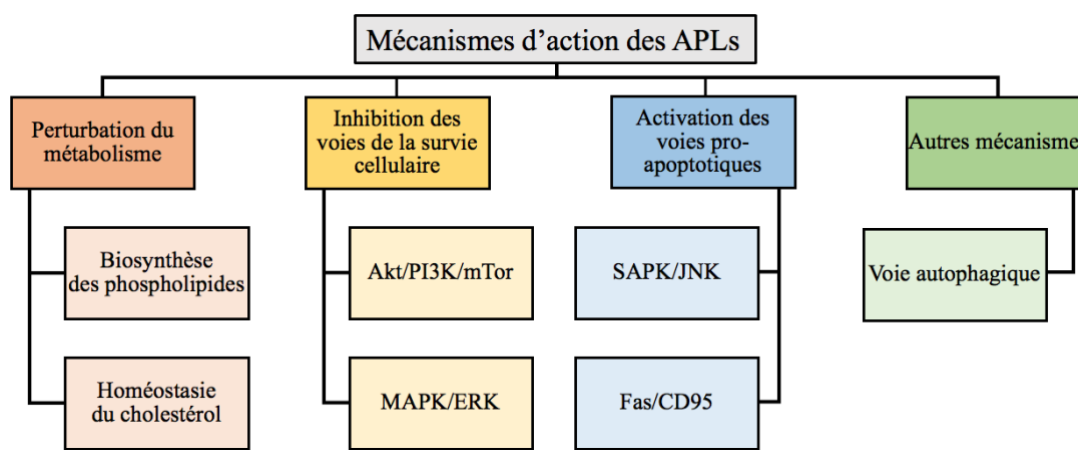 Mécanismes d'action des APLs
Perturbation du
métabolisme
Inhibition des
voies de la survie
cellulaire
Activation des
voies pro-
apoptotiques
Autres mécanisme
Biosynthèse
des phospholipides
Akt/PI3K/mTor
SAPK/JNK
Voie autophagique
Homéostasie
du cholestérol
MAPK/ERK
Fas/CD95